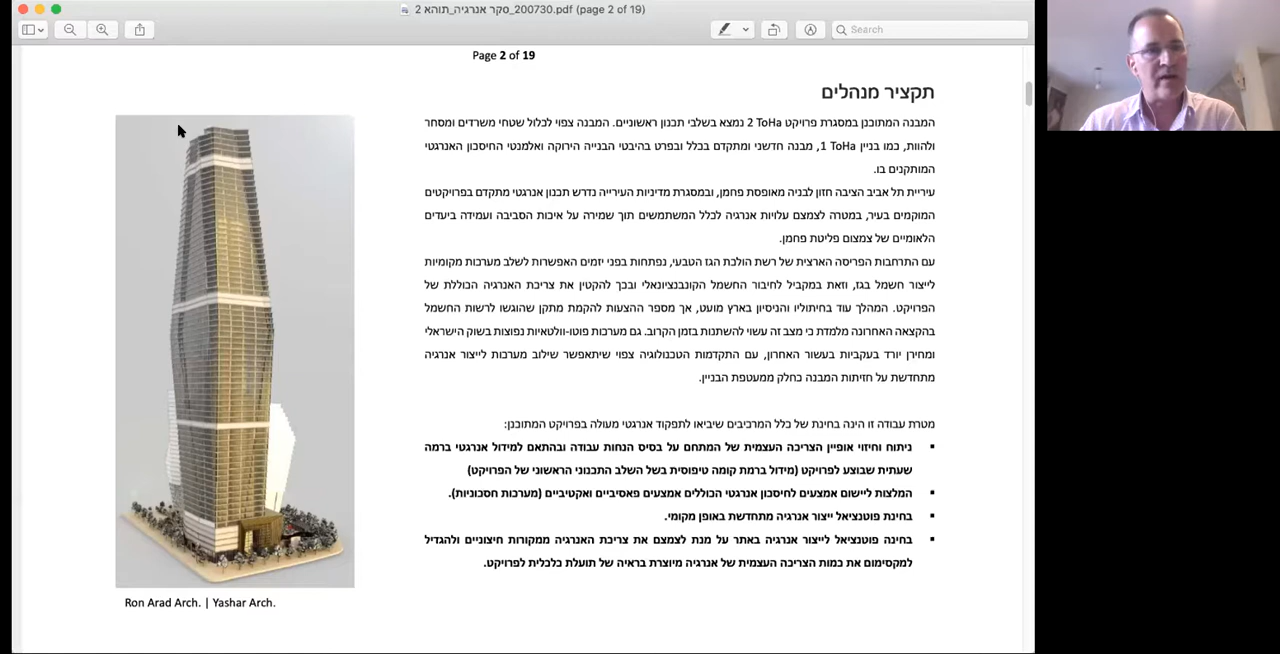 2 סקר אנרגיה_תוהא_200730.pdf (page 2 of 19)
Search
Page 2 of 19
תקציר מנהלים
המבנה המתוכנן במסגרת פרויקט ToHa 2 נמצא בשלבי תכנון ראשוניים. המבנה צפוי לכלול שטחי משרדים ומסחר
ולהוות, כמו בניין ToHa 1, מבנה חדשני ומתקדם בכלל ובפרט בהיבטי הבנייה הירוקה ואלמנטי החיסכון האנרגטי
המותקנים בו.
עיריית תל אביב הציבה חזון לבניה מאופסת פחמן, ובמסגרת מדיניות העירייה נדרש תכנון אנרגטי מתקדם בפרויקטים
המוקמים בעיר, במטרה לצמצם עלויות אנרגיה לכלל המשתמשים תוך שמירה על איכות הסביבה ועמידה ביעדים
הלאומיים של צמצום פליטת פחמן.
עם התרחבות הפריסה הארצית של רשת הולכת הגז הטבעי, נפתחות בפני יזמים האפשרות לשלב מערכות מקומיות
לייצור חשמל בגז, וזאת במקביל לחיבור החשמל הקונבנציונאלי ובכך להקטין את צריכת האנרגיה הכוללת של
הפרויקט. המהלך עוד בחיתוליו והניסיון בארץ מועט, אך מספר ההצעות להקמת מתקן שהוגשו לרשות החשמל
בהקצאה האחרונה מלמדת כי מצב זה עשוי להשתנות בזמן הקרוב. גם מערכות פוטו-וולטאיות נפוצות בשוק הישראלי
ומחירן יורד בעקביות בעשור האחרון, עם התקדמות הטכנולוגיה צפוי שיתאפשר שילוב מערכות לייצור אנרגיה
מתחדשת על חזיתות המבנה כחלק ממעטפת הבניין.
מטרת עבודה זו הינה בחינת של כלל המרכיבים שיביאו לתפקוד אנרגטי מעולה בפרויקט המתוכנן:
▪ ניתוח וחיזוי אופיין הצריכה העצמית של המתחם על בסיס הנחות עבודה ובהתאם למידול אנרגטי ברמה
שעתית שבוצע לפרויקט (מידול ברמת קומה טיפוסית בשל השלב התכנוני הראשוני של הפרויקט)
▪ המלצות ליישום אמצעים לחיסכון אנרגטי הכוללים אמצעים פאסיביים ואקטיביים (מערכות חסכוניות).
▪ בחינת פוטנציאל ייצור אנרגיה מתחדשת באופן מקומי.
▪ בחינה פוטנציאל לייצור אנרגיה באתר על מנת לצמצם את צריכת האנרגיה ממקורות חיצוניים ולהגדיל
למקסימום את כמות הצריכה העצמית של אנרגיה מיוצרת בראיה של תועלת כלכלית לפרויקט.
Ron Arad Arch. | Yashar Arch.